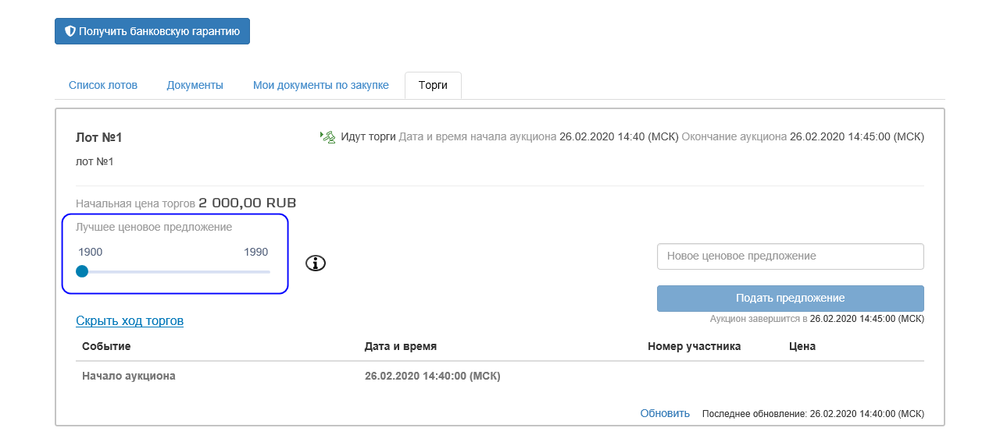 Получить банковскую гарантию
Список лотов Документы Мои документы по закупке Торги
Лот №1 Идут торги Дата и время начала аукциона 26.02.2020 14:40 (МСК) Окончание аукциона 26.02.2020 14:45:00 (МСК)
лот №1
Начальная цена торгов 2 000,00 RUB
Лучшее ценовое предложение
1900 1990
Новое ценовое предложение
Подать предложение
Аукцион завершится в 26.02.2020 14:45:00 (МСК)
Скрыть ход торгов
Событие Дата и время Номер участника Цена
Начало аукциона 26.02.2020 14:40:00 (МСК)
Обновить Последнее обновление: 26.02.2020 14:40:00 (МСК)